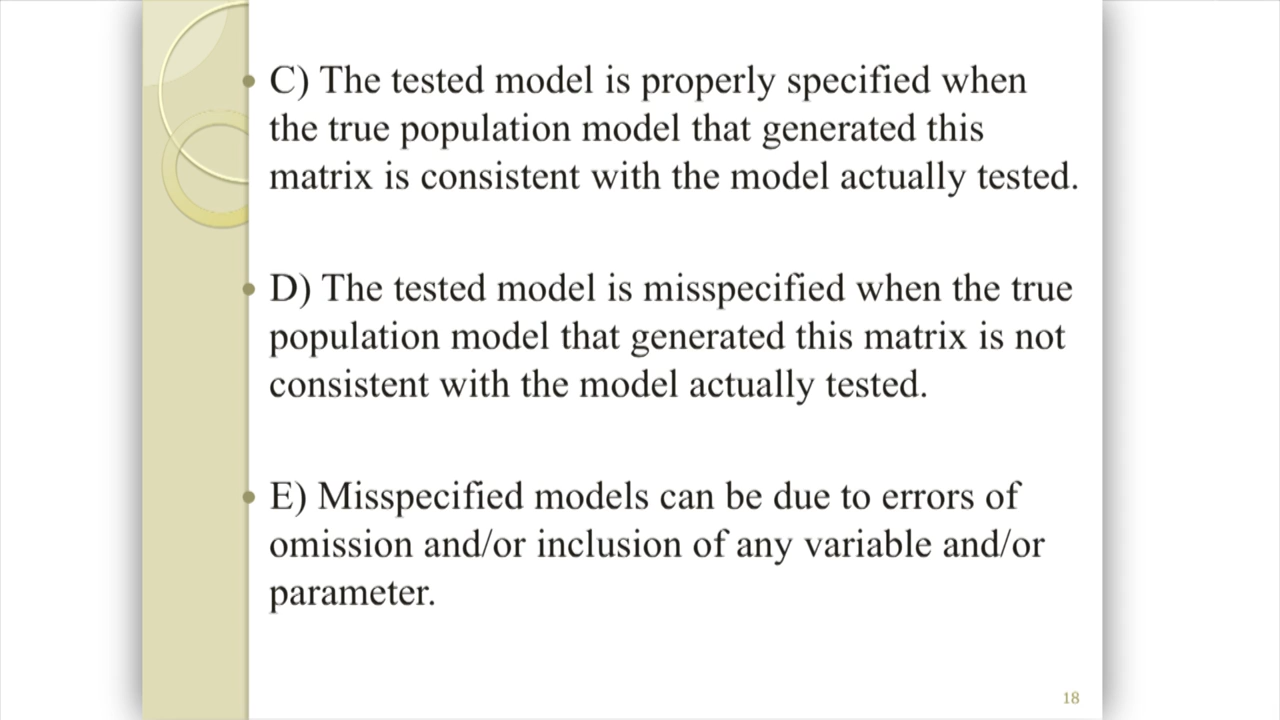 • C) The tested model is properly specified when
the true population model that generated this
matrix is consistent with the model actually tested.
• D) The tested model is misspecified when the true
population model that generated this matrix is not
consistent with the model actually tested.
• E) Misspecified models can be due to errors of
omission and/or inclusion of any variable and/or
parameter.
18